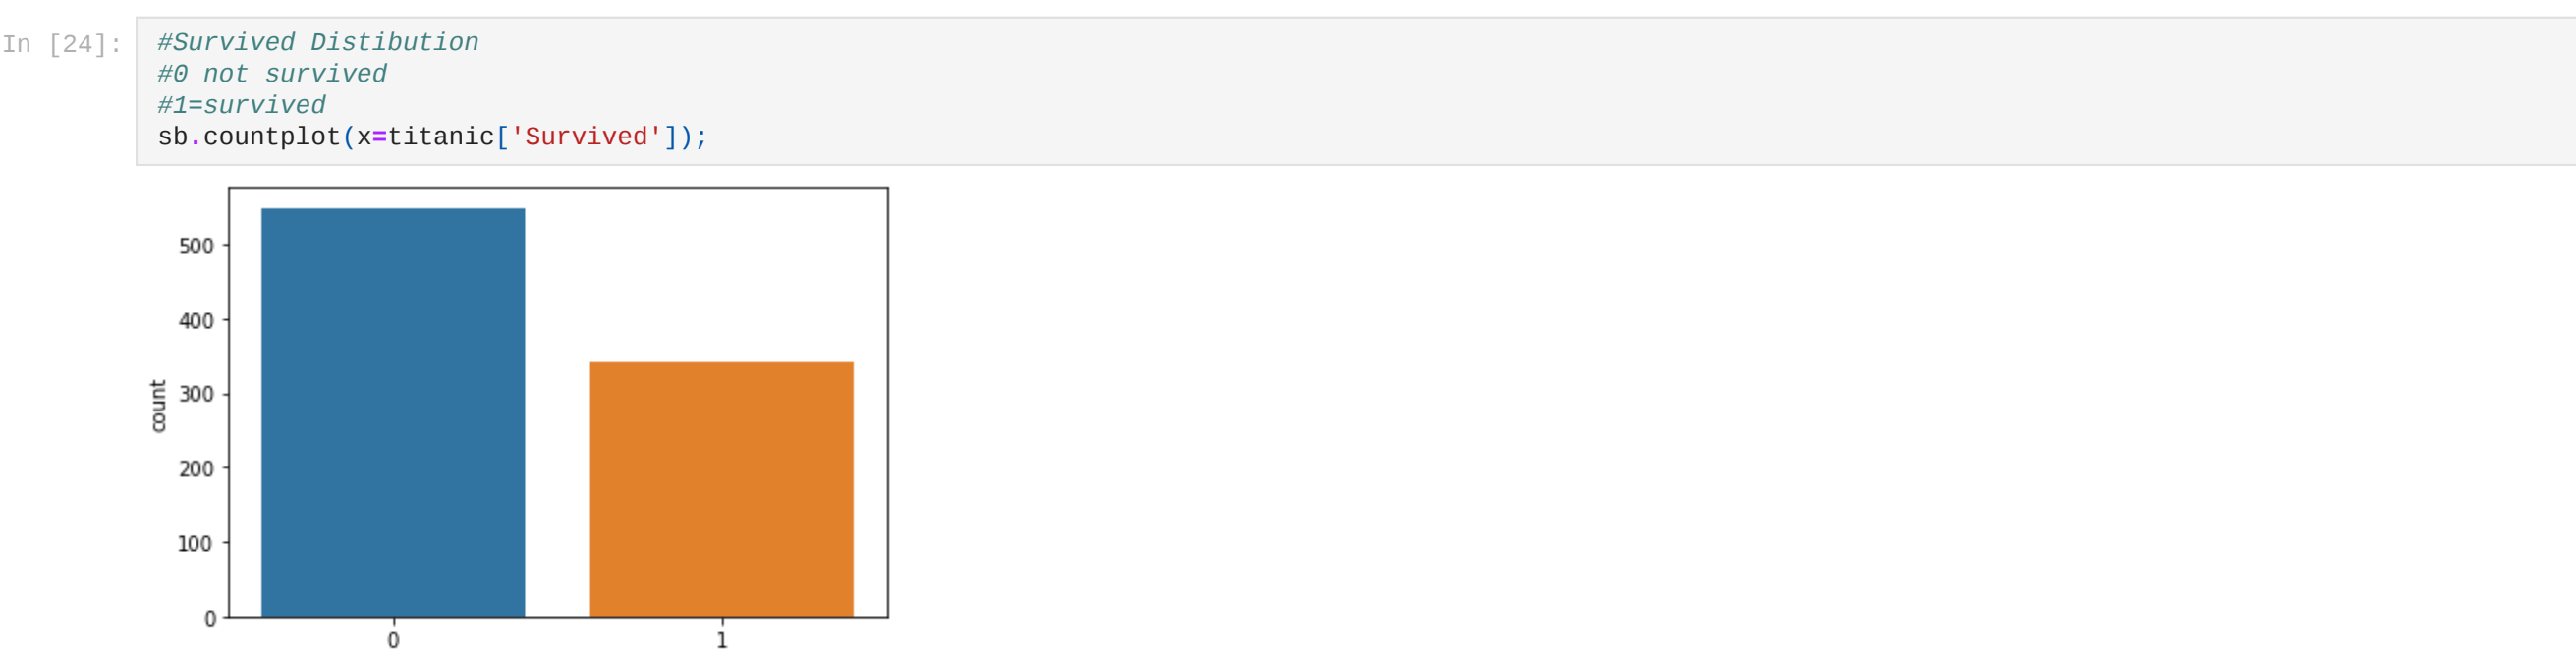 In [24]:
#Survived Distibution
#0 not survived
#1=survived
sb.countplot(x=titanic['Survived']);
500
400
300
200
100
0
count
0 1